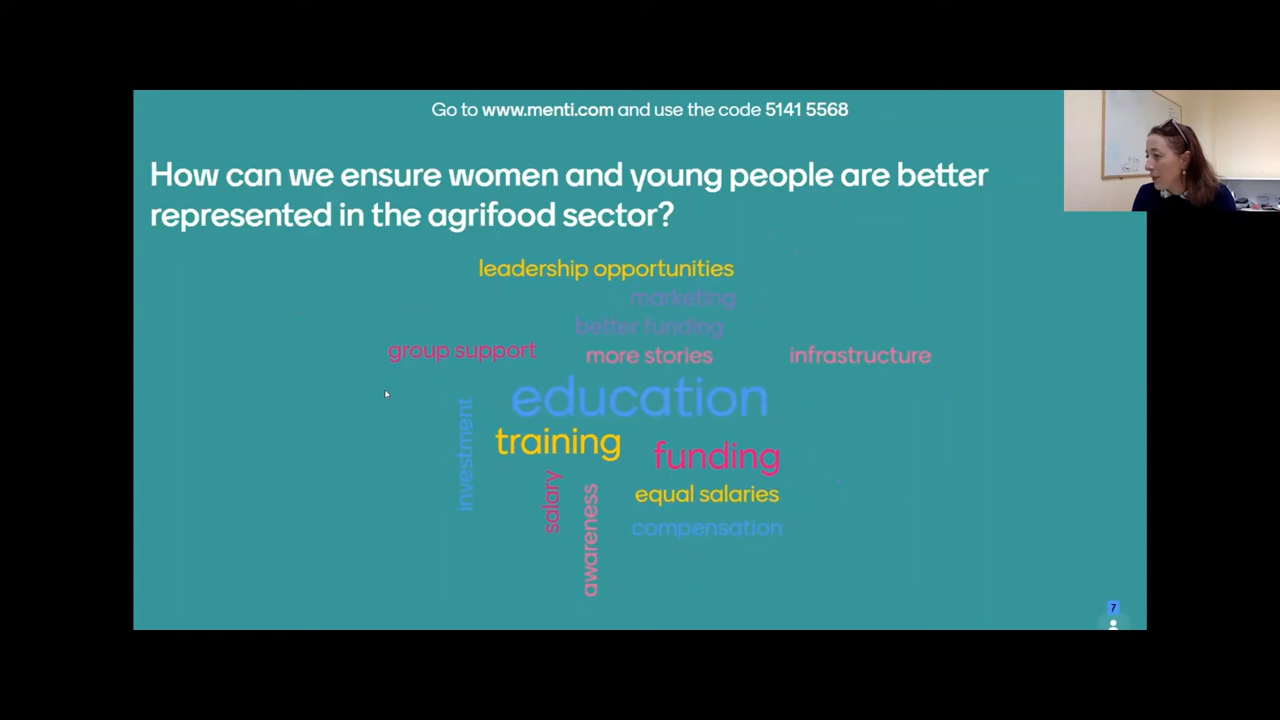 Go to www.menti.com and use the code 5141 5568
How can we ensure women and young people are better
represented in the agrifood sector?
leadership opportunities
marketing
better funding
group support
more stories
infrastructure
education
investment
training
funding
salary
awareness
equal salaries
compensation
7